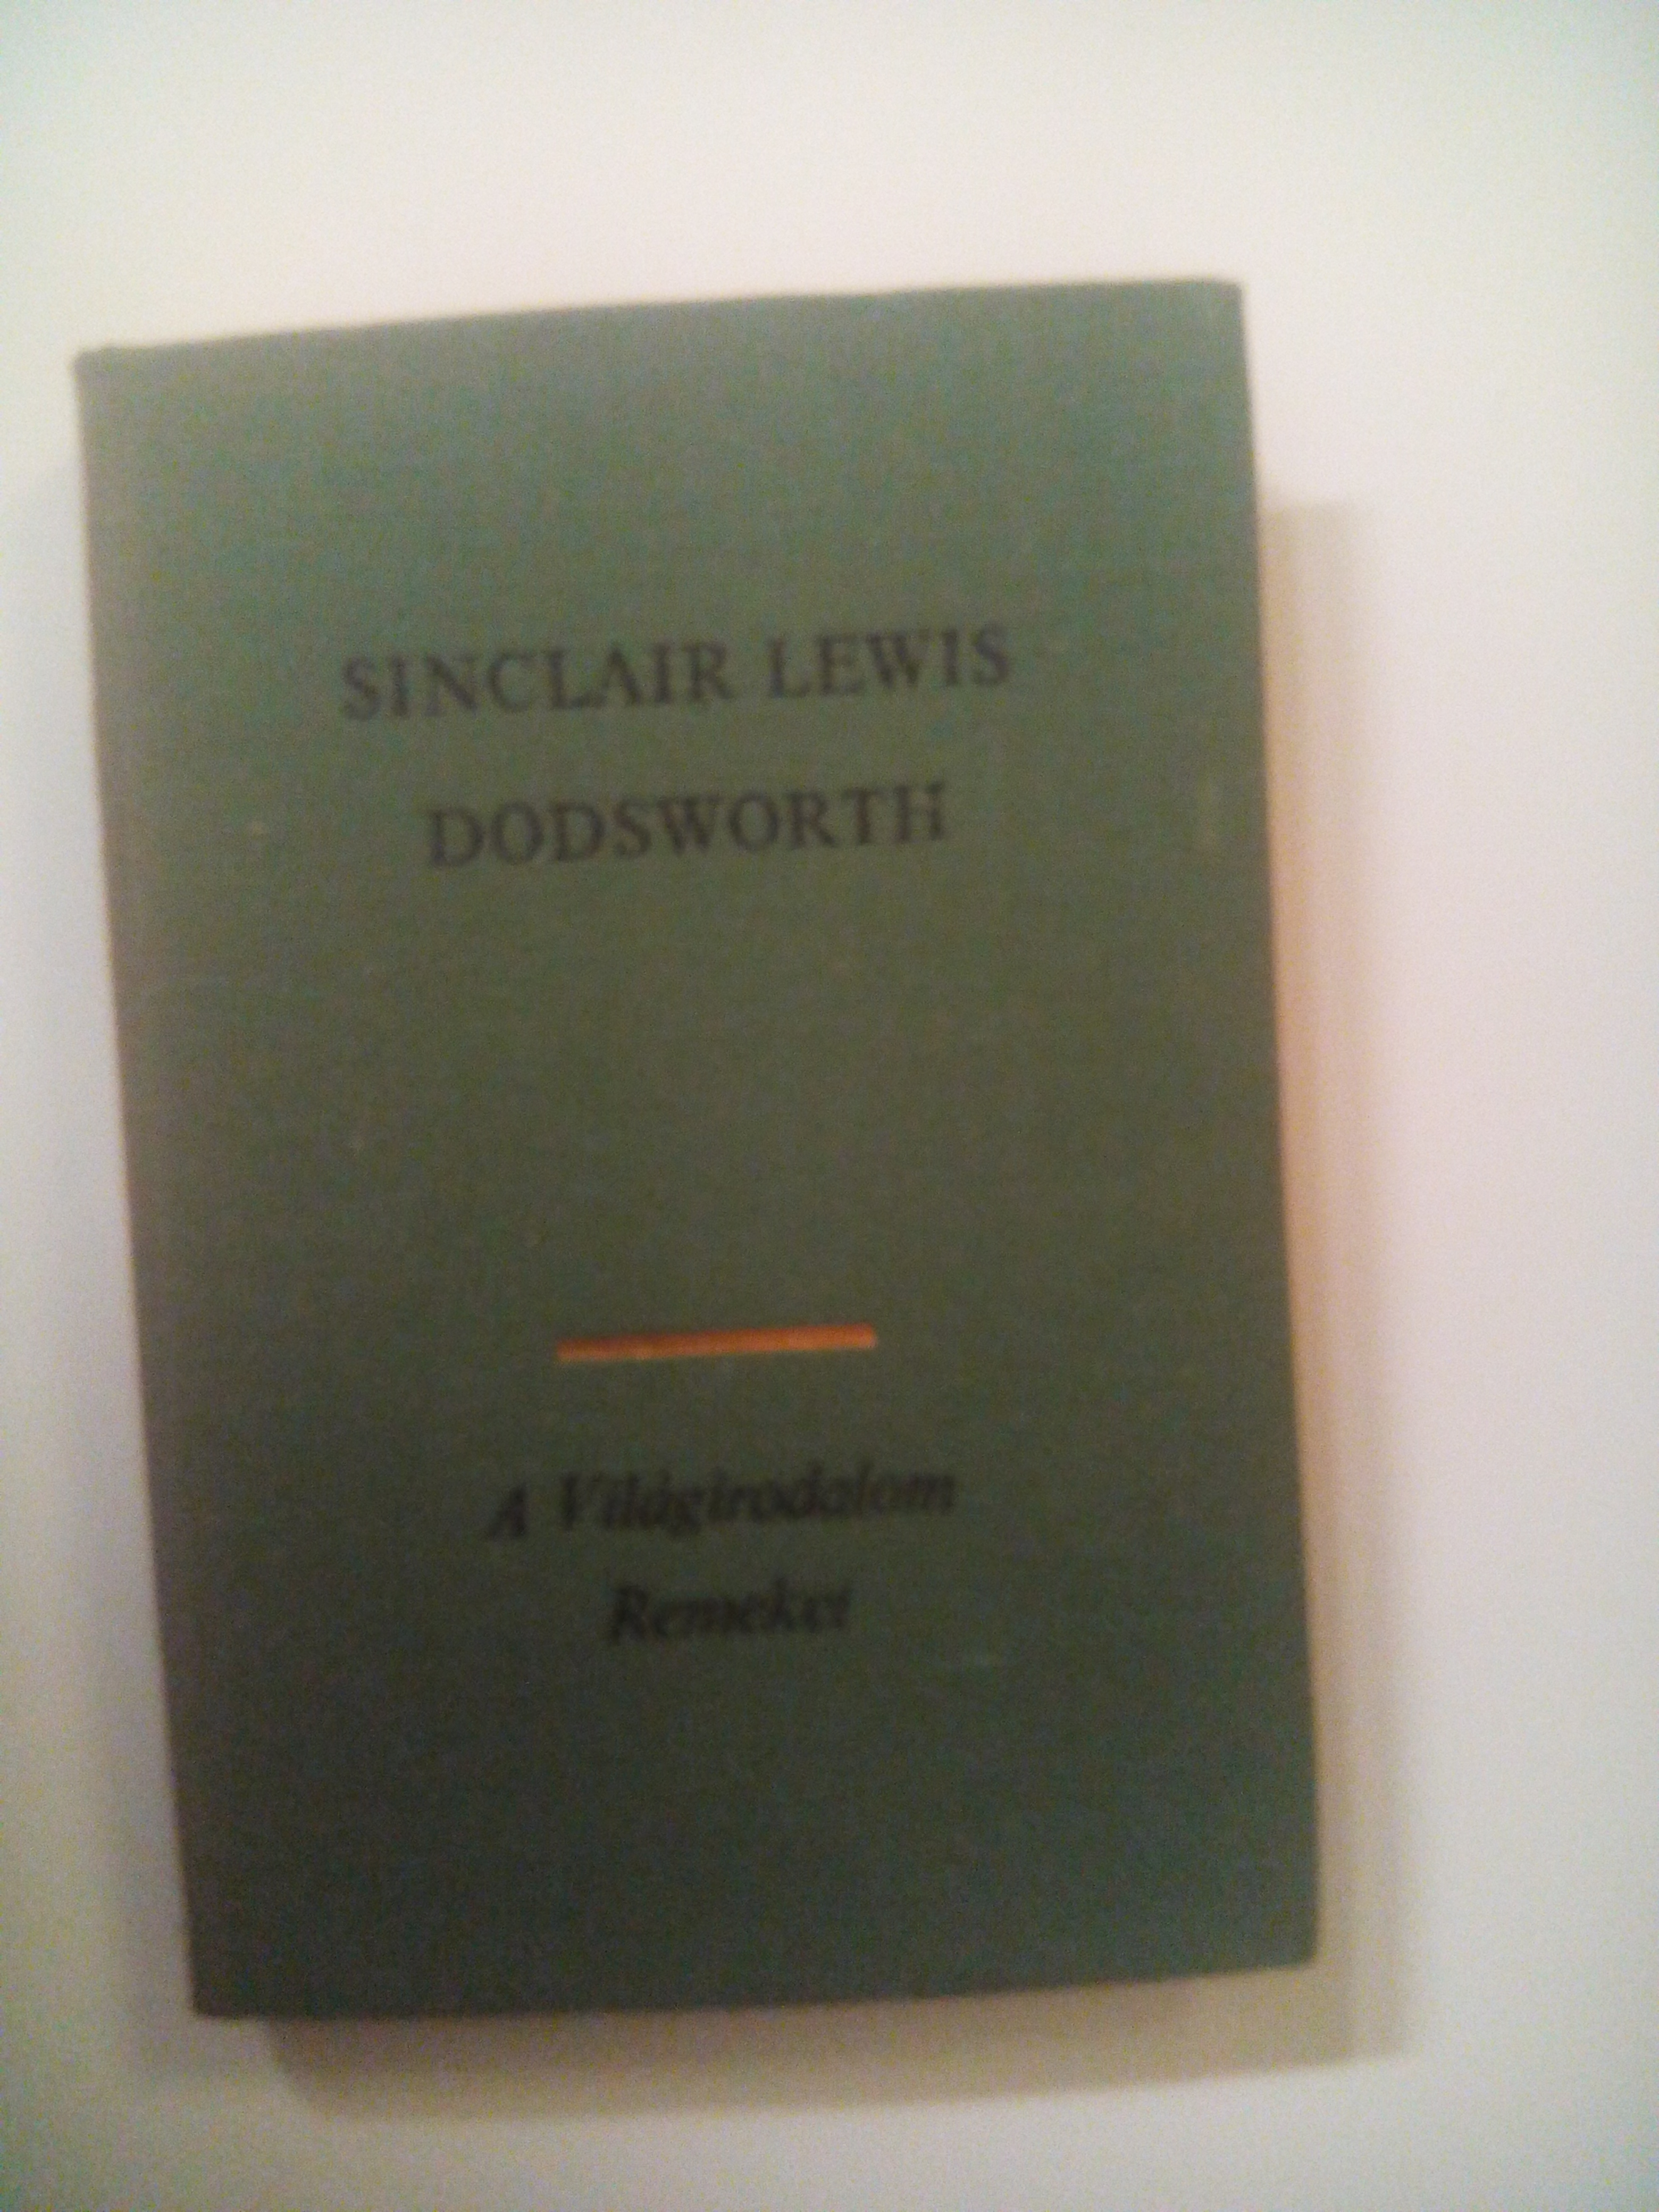 SINCLAIR LEWIS
DODSWORTH
A Világirodalom
Remekei